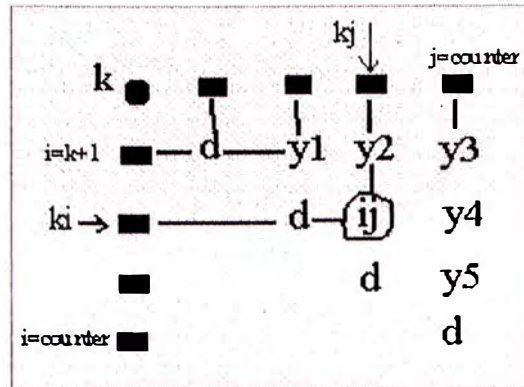 kj
j=counter
k
i=k+1 d y1 y2 y3
ki d ij y4
d y5
i=counter d